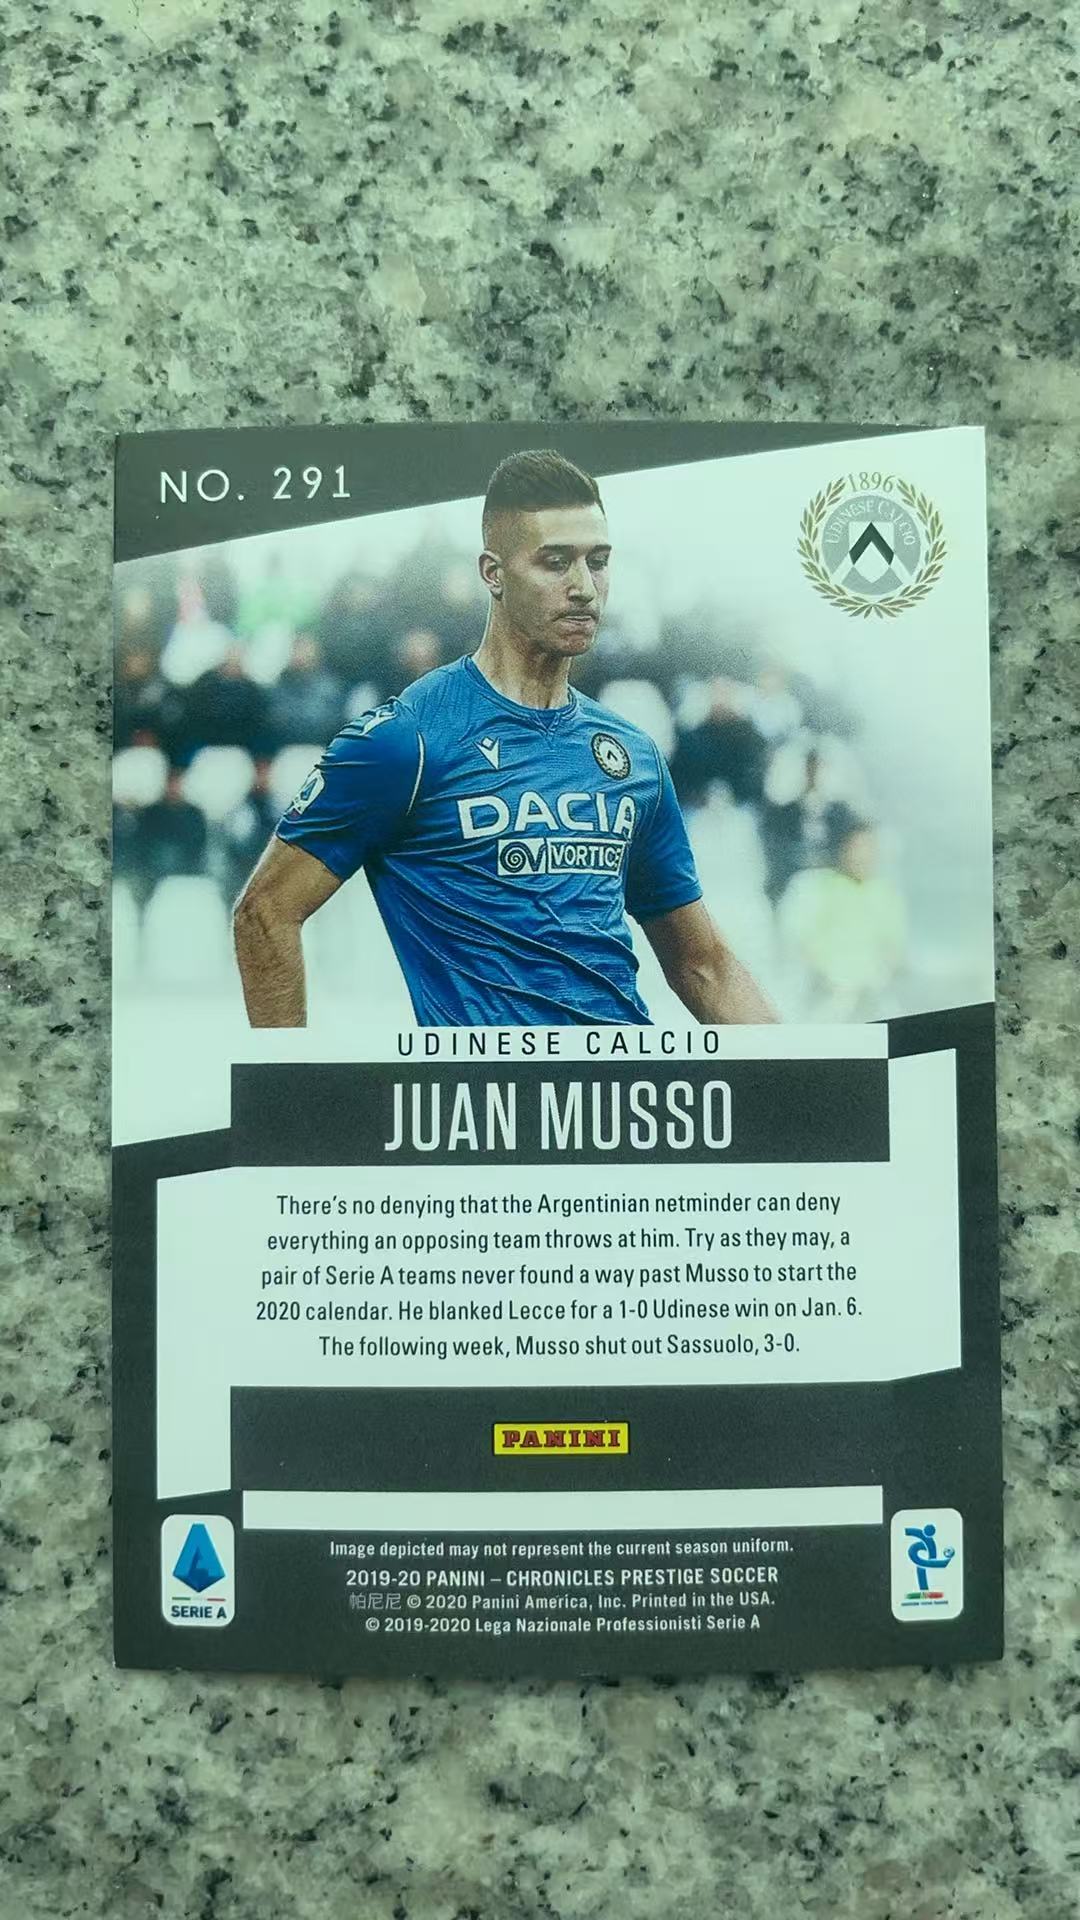 NO. 291
1896
UDINESE CALCIO
DACIA
VORTICE
UDINESE CALCIO
JUAN MUSSO
There's no denying that the Argentinian netminder can deny
everything an opposing team throws at him. Try as they may, a
pair of Serie A teams never found a way past Musso to start the
2020 calendar. He blanked Lecce for a 1-0 Udinese win on Jan. 6.
The following week, Musso shut out Sassuolo, 3-0.
PANINI
Image depicted may not represent the current season uniform.
2019-20 PANINI – CHRONICLES PRESTIGE SOCCER
帕尼尼 © 2020 Panini America, Inc. Printed in the USA.
© 2019-2020 Lega Nazionale Professionisti Serie A
SERIE A